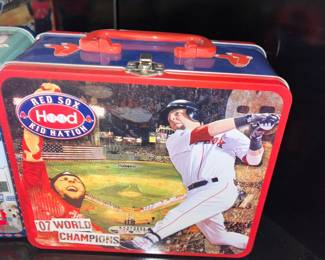 RED SOX
Hood
KID NATION
'07 WORLD
CHAMPIONS